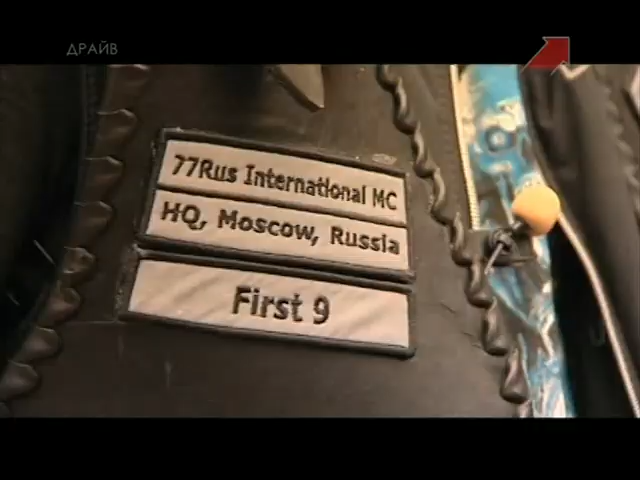 ДРАЙВ
77Rus International MC
HQ, Moscow, Russia
First 9